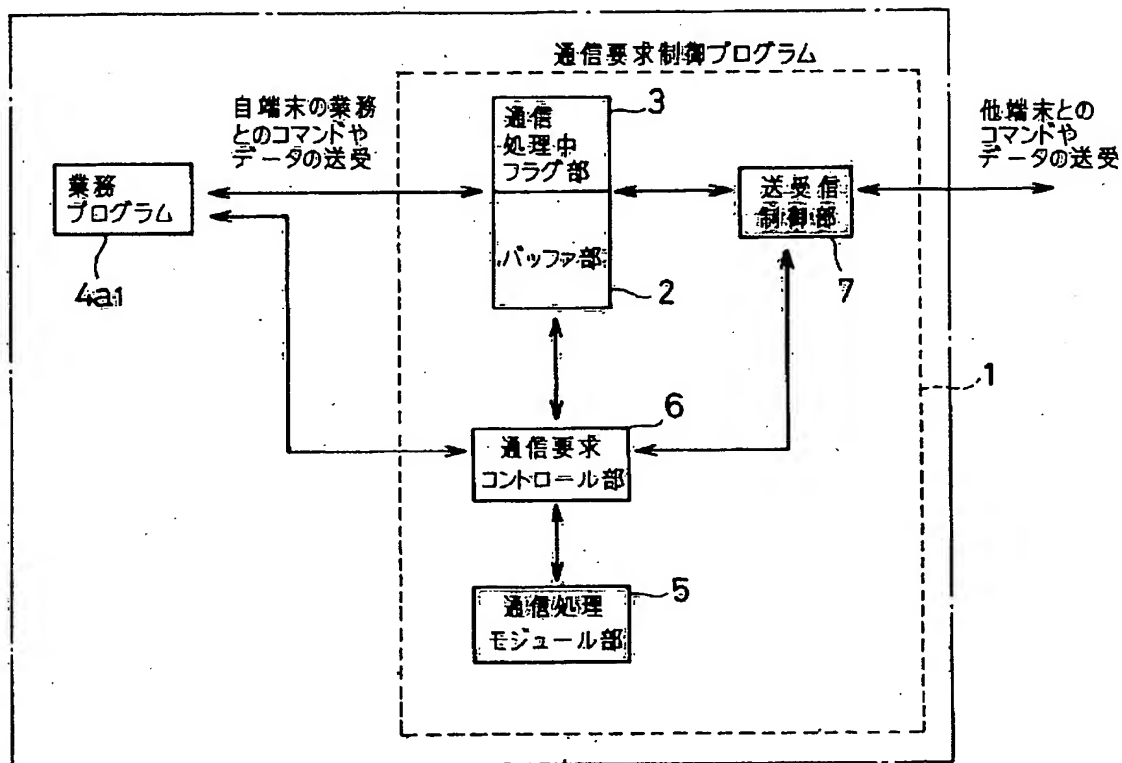 通信要求制御プログラム
自端末の業務
とのコマンドや
データの送受
3
通信
処理中
フラグ部
他端末との
コマンドや
データの送受
業務
プログラム
4a1
送受信
制御部
7
バッファ部
2
1
6
通信要求
コントロール部
5
通信処理
モジュール部